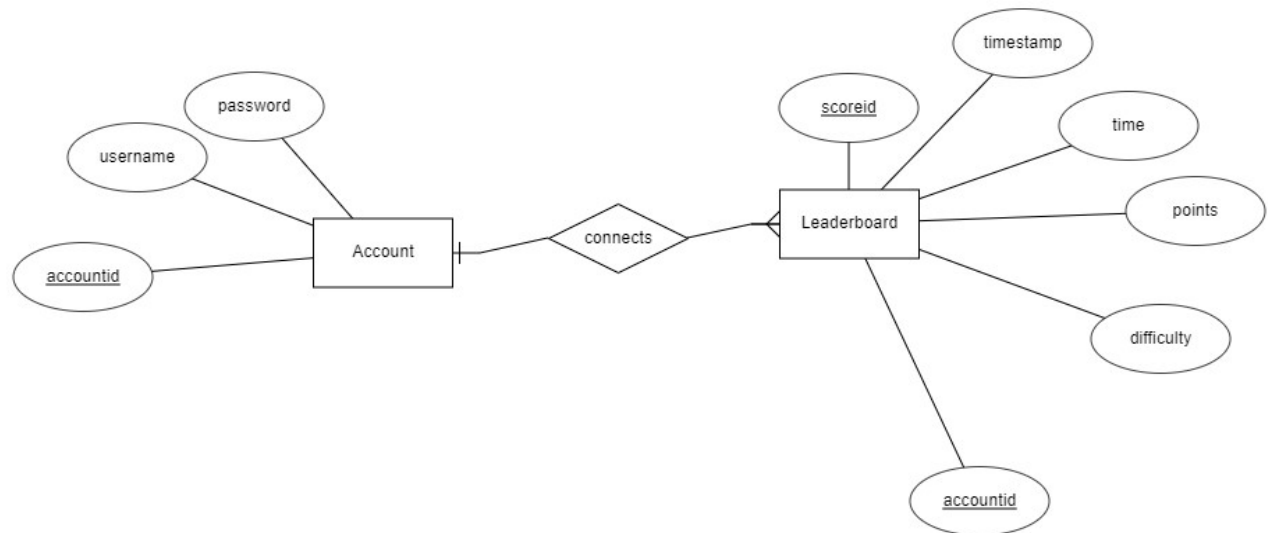 timestamp
password
scoreid
time
username
points
Leaderboard
connects
Account
accountid
difficulty
accountid